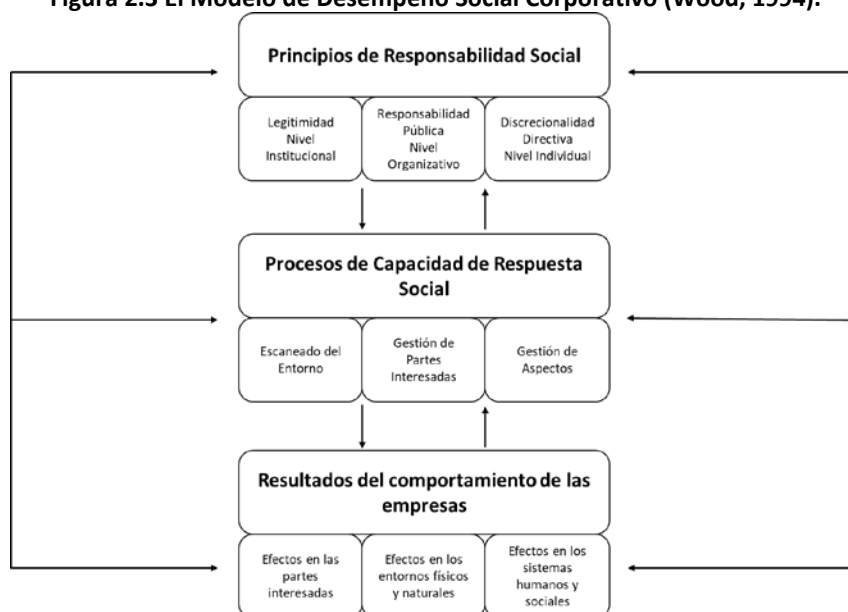 Figura 2.3 El Modelo de Desempeño Social Corporativo (Wood, 1994).
Principios de Responsabilidad Social
Legitimidad
Nivel
Institucional
Responsabilidad
Pública
Nivel
Organizativo
Discrecionalidad
Directiva
Nivel Individual
Procesos de Capacidad de Respuesta
Social
Escaneado del
Entorno
Gestión de
Partes
Interesadas
Gestión de
Aspectos
Resultados del comportamiento de las
empresas
Efectos en las
partes
interesadas
Efectos en los
entornos físicos
y naturales
Efectos en los
sistemas
humanos y
sociales